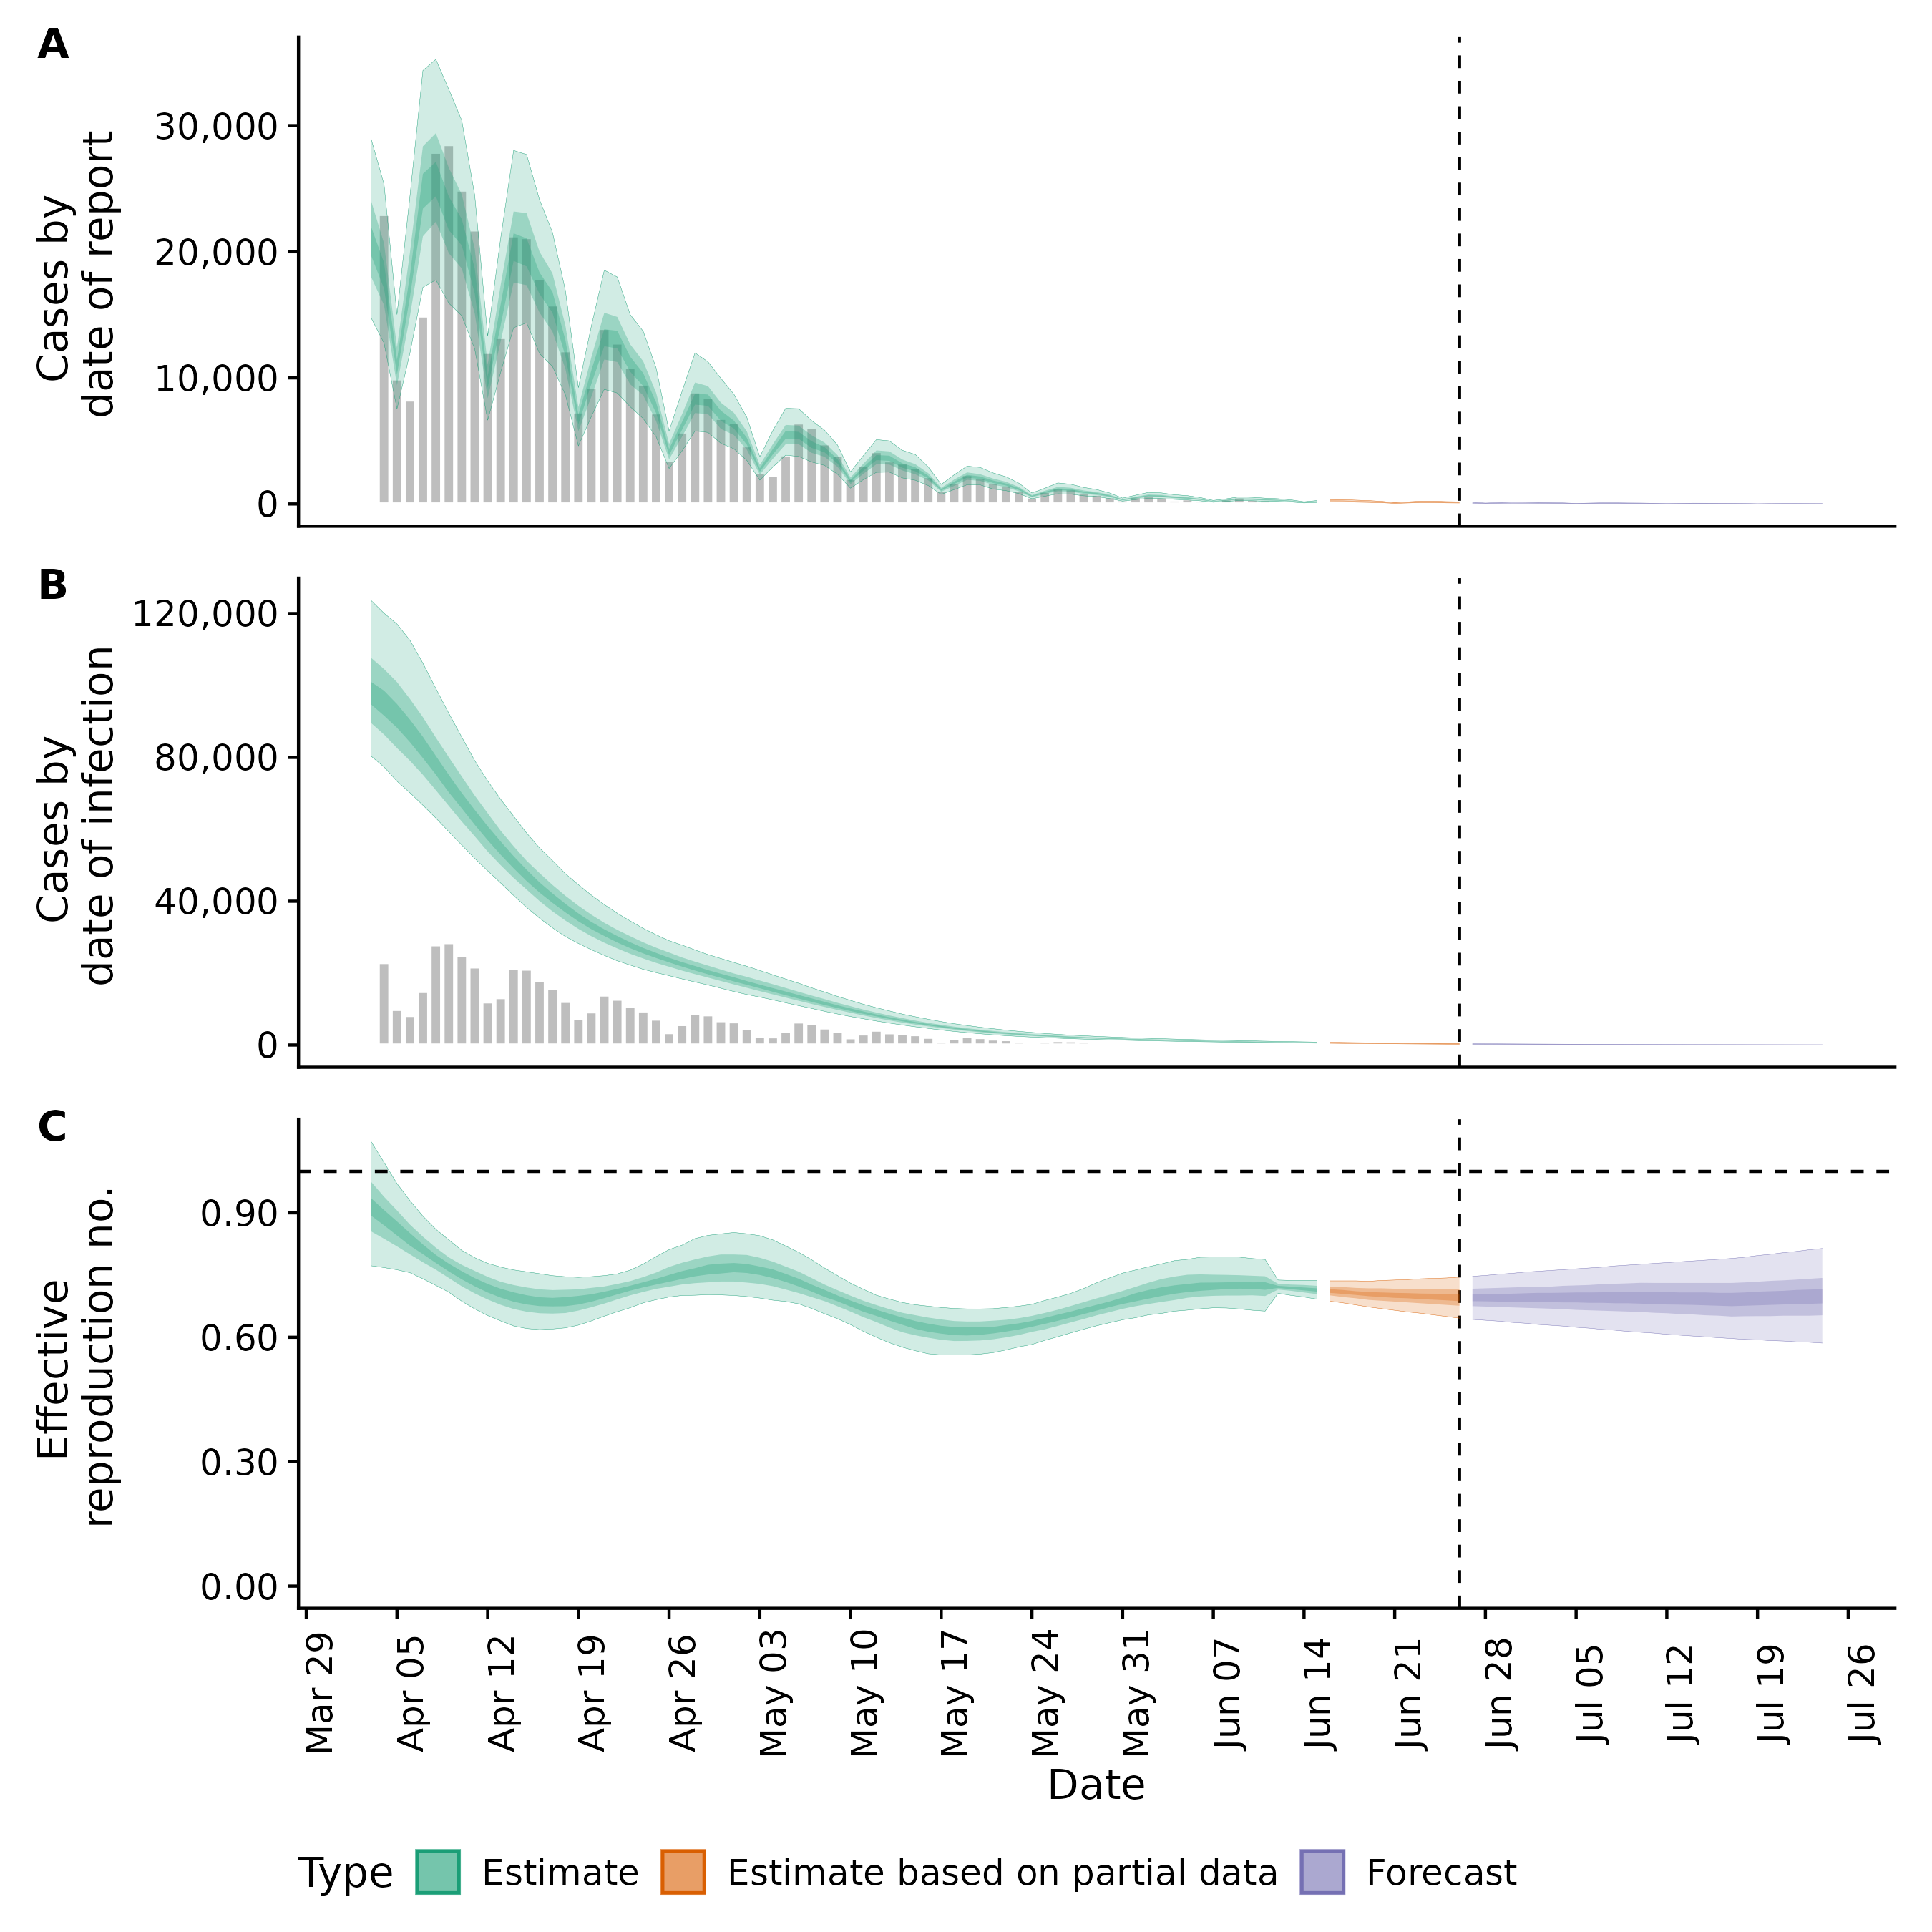 A
Cases by
date of report
30,000
20,000
10,000
0
B
Cases by
date of infection
120,000
80,000
40,000
0
C
Effective
reproduction no.
0.90
0.60
0.30
0.00
Mar 29
Apr 05
Apr 12
Apr 19
Apr 26
May 03
May 10
May 17
May 24
May 31
Jun 07
Jun 14
Jun 21
Jun 28
Jul 05
Jul 12
Jul 19
Jul 26
Date
Type Estimate Estimate based on partial data Forecast